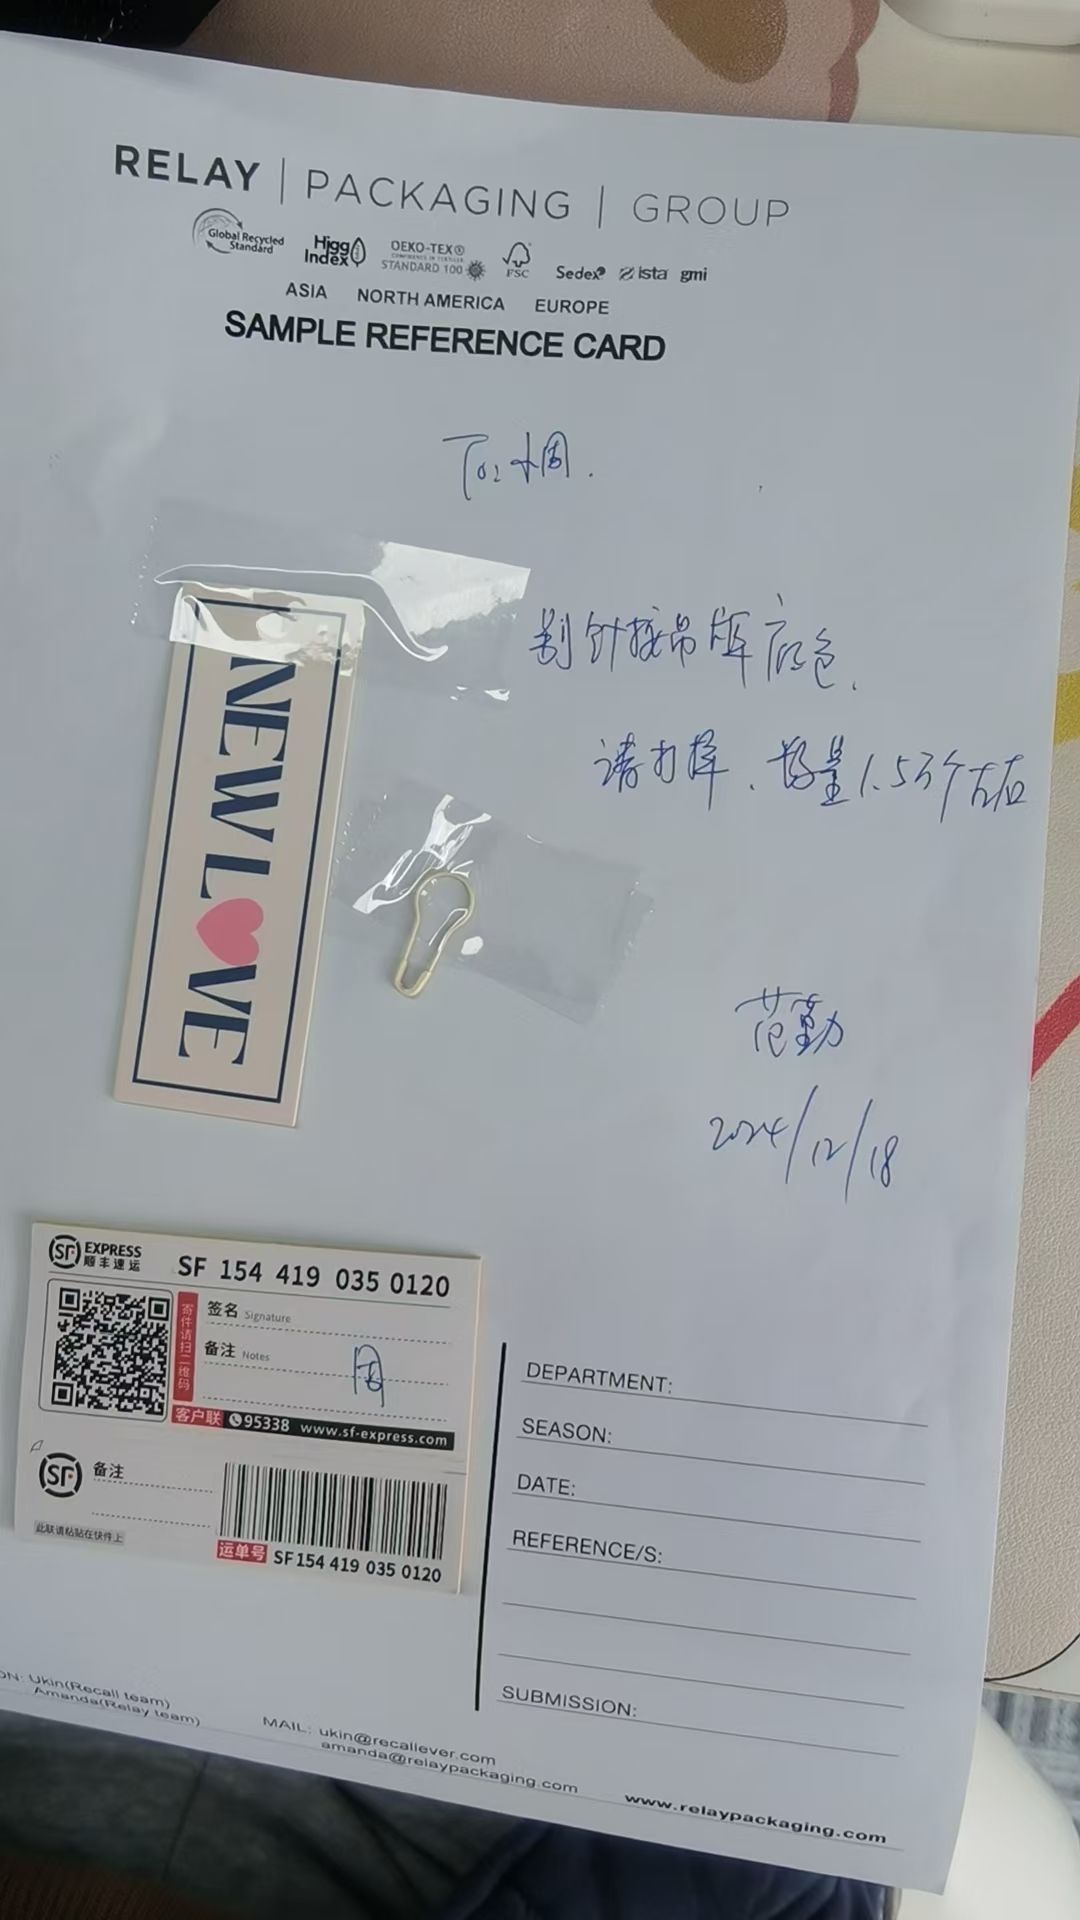 RELAY | PACKAGING | GROUP
Global Recycled Standard
Higg Index
OEKO-TEX®
STANDARD 100
FSC
Sedex
ista
gmi
ASIA NORTH AMERICA EUROPE
SAMPLE REFERENCE CARD
To: 小周.
别针按吊牌底色.
请打样. 数量1.5万个左右
NEW LOVE
范勤
2024/12/18
SF EXPRESS
顺丰速运
SF 154 419 035 0120
寄件请扫二维码
签名 Signature
备注 Notes
周
客户联 95338 www.sf-express.com
SF
备注
此联请粘贴在快件上
运单号 SF 154 419 035 0120
DEPARTMENT:
SEASON:
DATE:
REFERENCE/S:
SUBMISSION:
Ukin(Recall team)
Amanda(Relay team)
MAIL: ukin@recallever.com
amanda@relaypackaging.com
www.relaypackaging.com